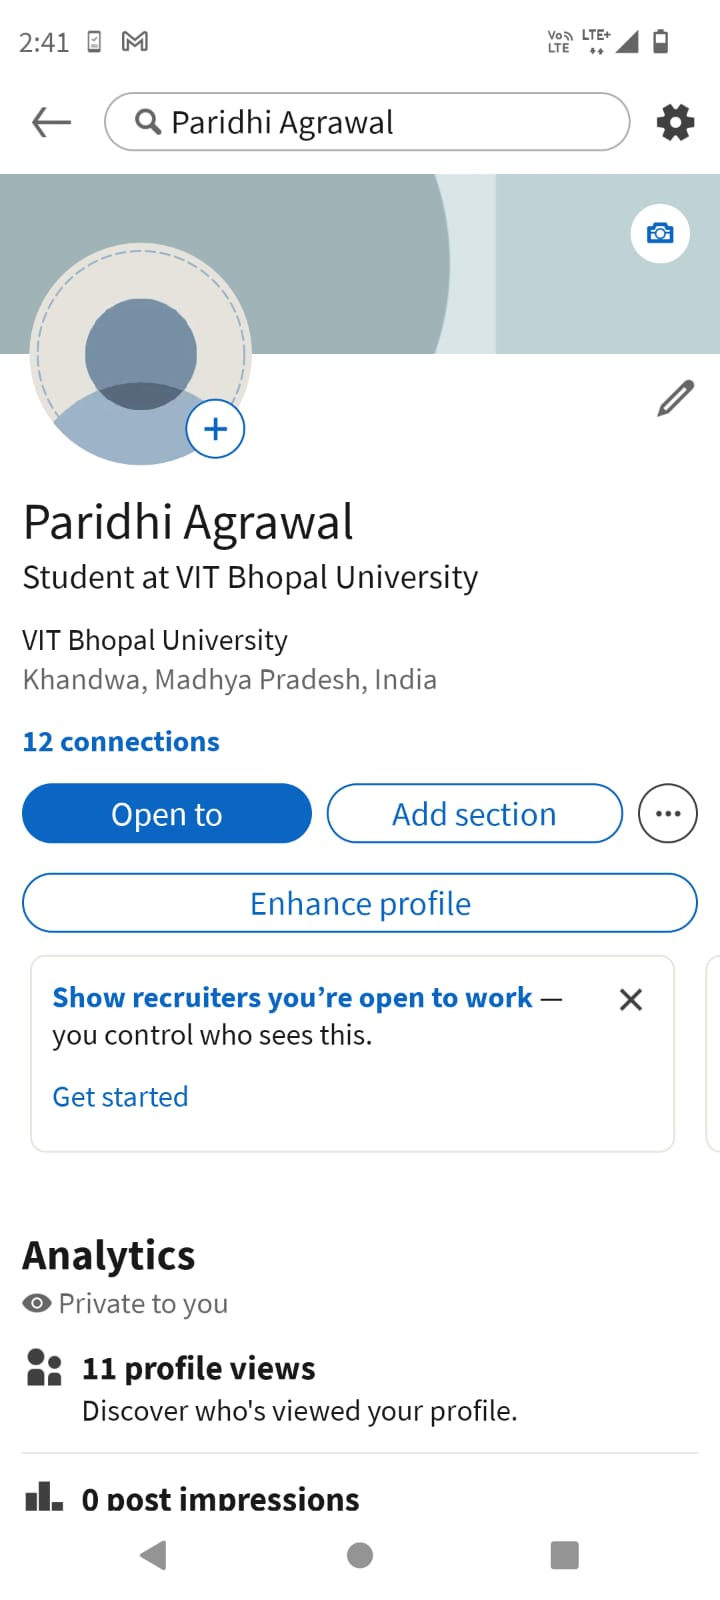 2:41 Vo LTE LTE+
Paridhi Agrawal
Paridhi Agrawal
Student at VIT Bhopal University
VIT Bhopal University
Khandwa, Madhya Pradesh, India
12 connections
Open to Add section
Enhance profile
Show recruiters you’re open to work —
you control who sees this.
Get started
Analytics
Private to you
11 profile views
Discover who's viewed your profile.
0 post impressions